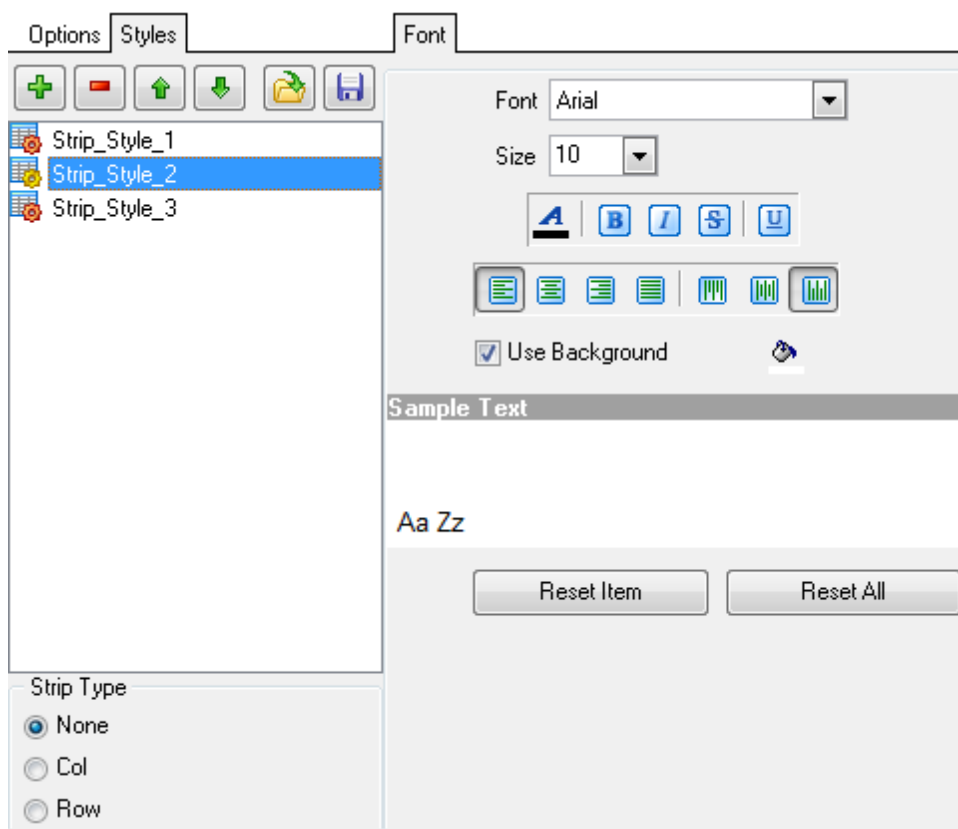 Options Styles Font
Font Arial
Strip_Style_1
Size 10
Strip_Style_2
Strip_Style_3
A B I S U
Use Background
Sample Text
Aa Zz
Reset Item Reset All
Strip Type
None
Col
Row